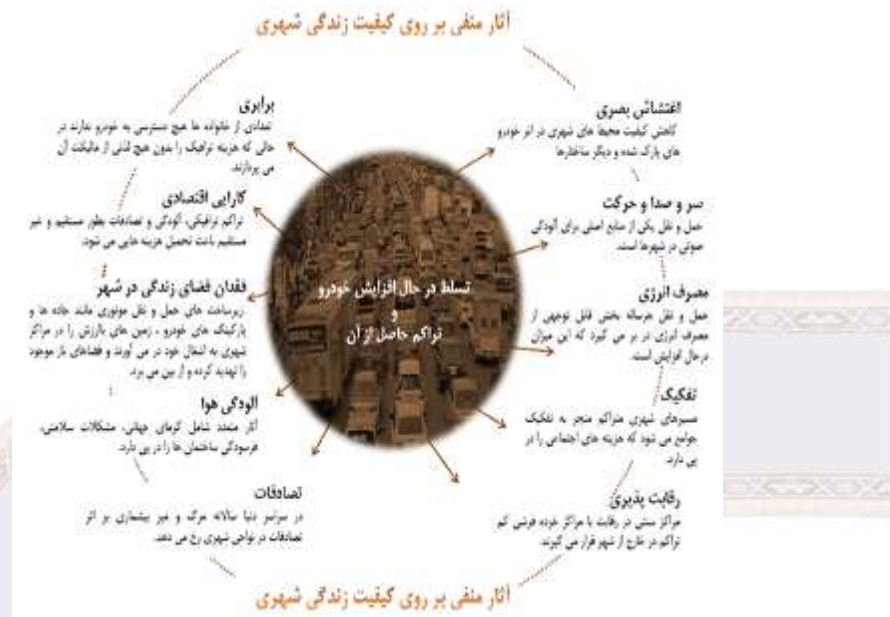 آثار منفی بر روی کیفیت زندگی شهری
اغتشاش بصری
کاهش کیفیت محیط های شهری در اثر خودرو
های پارک شده و دیگر ساختارها
سر و صدا و حرکت
حمل و نقل یکی از منابع اصلی برای آلودگی
صوتی در شهرها است.
مصرف انرژی
حمل و نقل هرساله بخش قابل توجهی از
مصرف انرژی در بر می گیرد که این میزان
درحال افزایش است.
تفکیک
مسیرهای شهری متراکم منجر به تفکیک
جوامع می شود که هزینه های اجتماعی را در
پی دارد.
رقابت پذیری
مراکز سنتی در رقابت با مراکز خرده فرشی کم
تراکم در خارج از شهر قرار می گیرند.
برابری
تعدادی از خانواده ها هیچ دسترسی به خودرو ندارند در
حالی که هزینه ترافیک را بدون هیچ لذتی از مالیکت آن
می پردازند.
کارایی اقتصادی
تراکم ترافیکی، آلودگی و تصادفات بطور مستقیم و غیر
مستقیم باعث تحمیل هزینه هایی می شود.
فقدان فضای زندگی در شهر
زیرساخت های حمل و نقل موتوری مانند جاده ها و
پارکینگ های خودرو ، زمین های باارزش را در مراکز
شهری به اشغال خود در می آورند و فضاهای باز موجود
را تهدید کرده و از بین می برد.
آلودگی هوا
آثار متعدد شامل گرمای جهانی، مشکلات سلامتی،
فرسودگی ساختمان ها را در پی دارد.
تصادفات
در سراسر دنیا سالانه مرگ و میر بیشماری بر اثر
تصادفات در نواحی شهری رخ می دهد.
تسلط در حال افزایش خودرو
و
تراکم حاصل از آن
آثار منفی بر روی کیفیت زندگی شهری